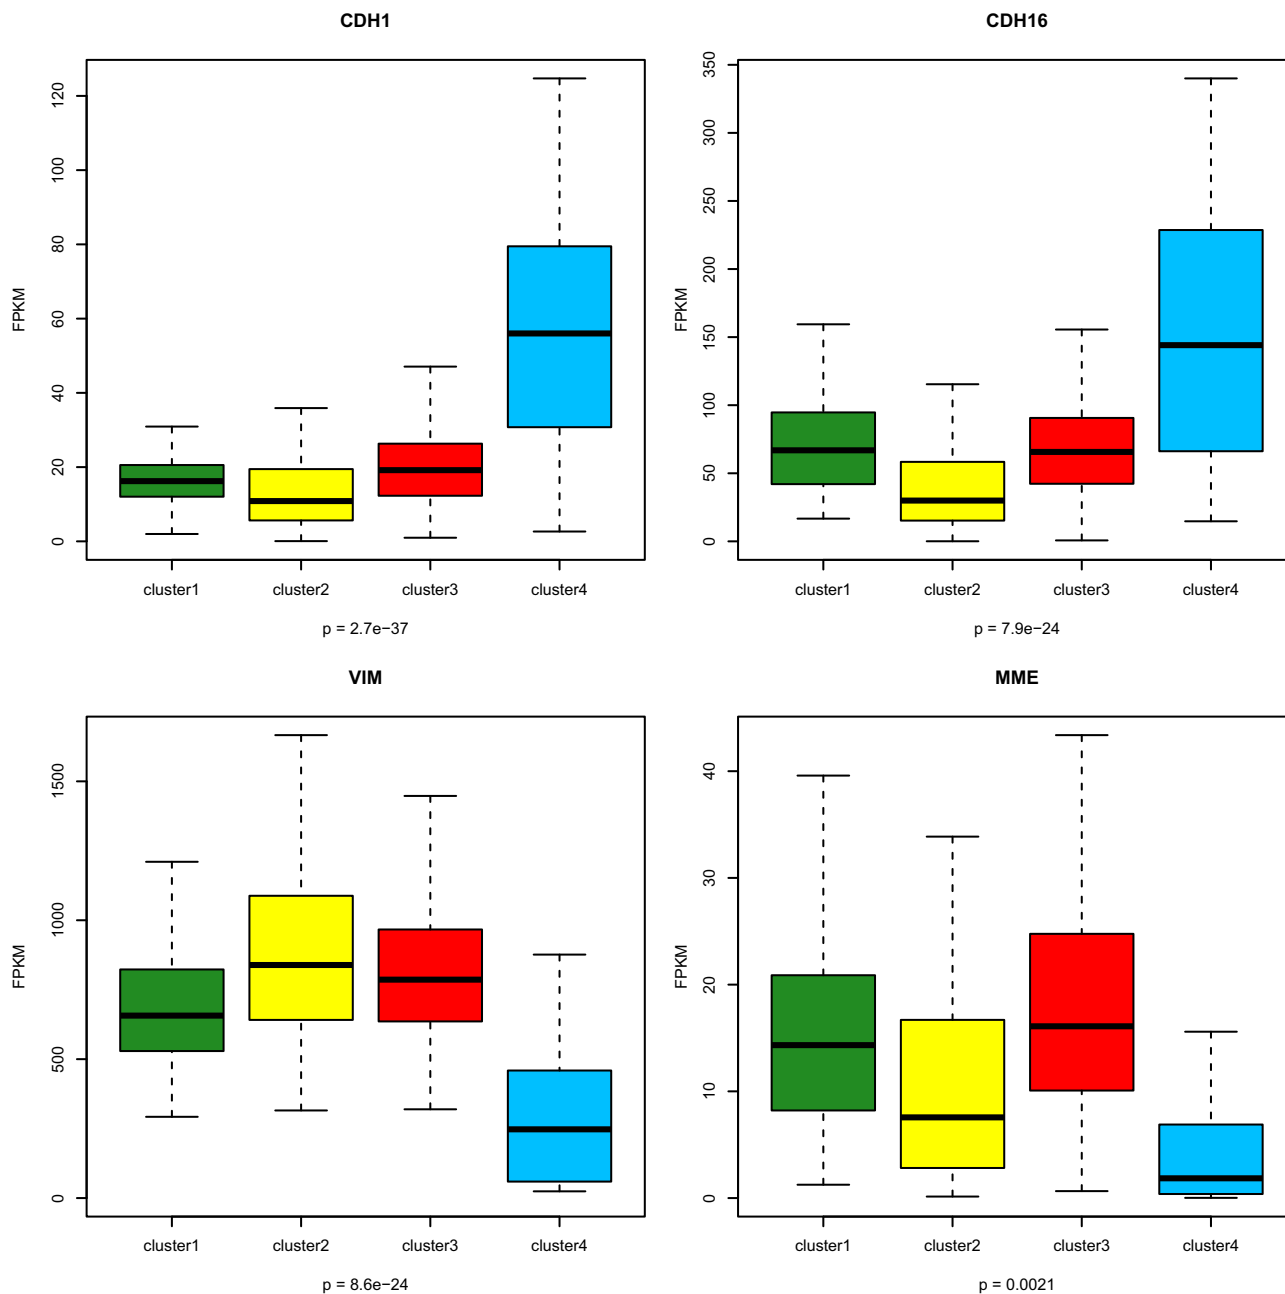 CDH1
FPKM
0 20 40 60 80 100 120
cluster1 cluster2 cluster3 cluster4
p = 2.7e−37
CDH16
FPKM
0 50 100 150 200 250 300 350
cluster1 cluster2 cluster3 cluster4
p = 7.9e−24
VIM
FPKM
0 500 1000 1500
cluster1 cluster2 cluster3 cluster4
p = 8.6e−24
MME
FPKM
0 10 20 30 40
cluster1 cluster2 cluster3 cluster4
p = 0.0021